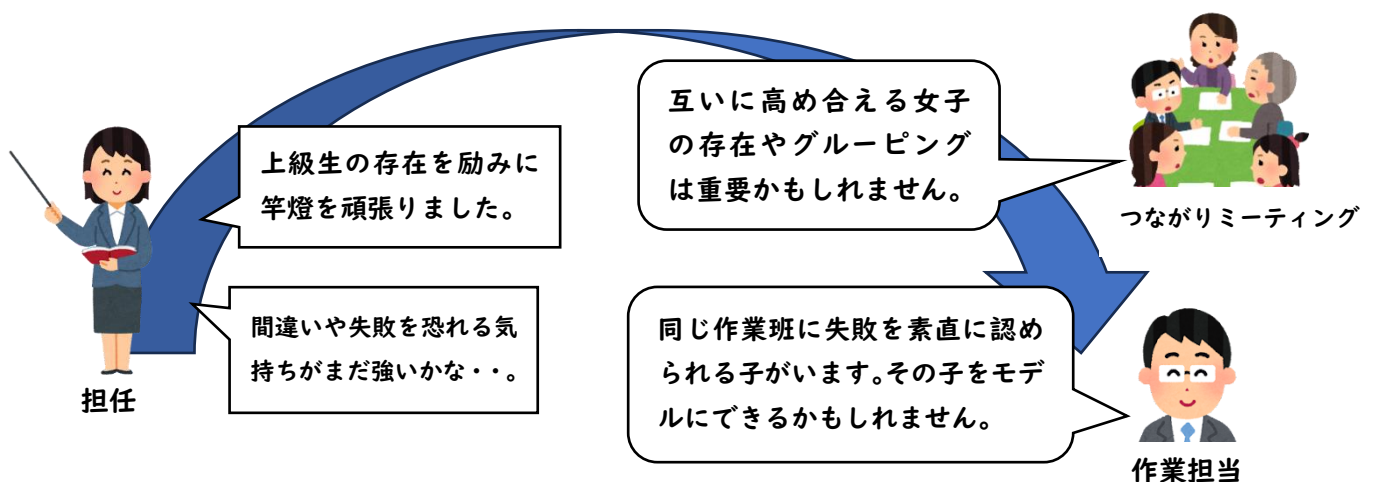 上級生の存在を励みに
竿燈を頑張りました。
間違いや失敗を恐れる気
持ちがまだ強いかな・・。
担任
互いに高め合える女子
の存在やグルーピング
は重要かもしれません。
つながりミーティング
同じ作業班に失敗を素直に認め
られる子がいます。その子をモデ
ルにできるかもしれません。
作業担当